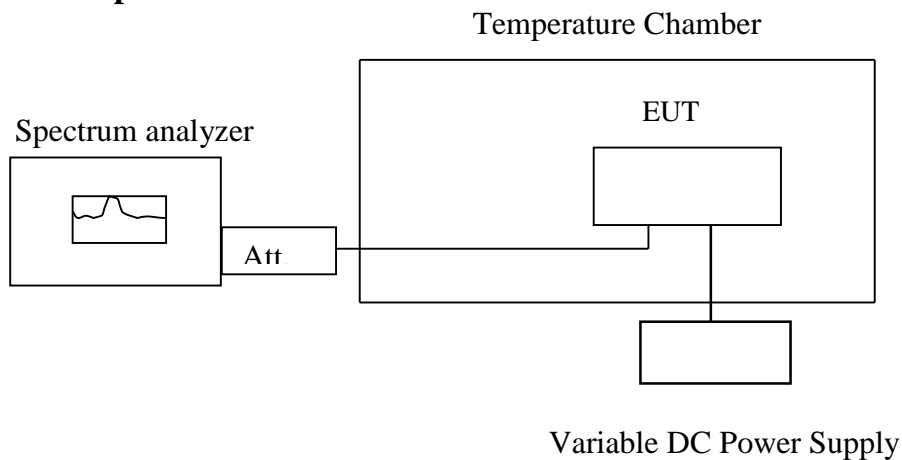 Temperature Chamber
EUT
Spectrum analyzer
Att
Variable DC Power Supply